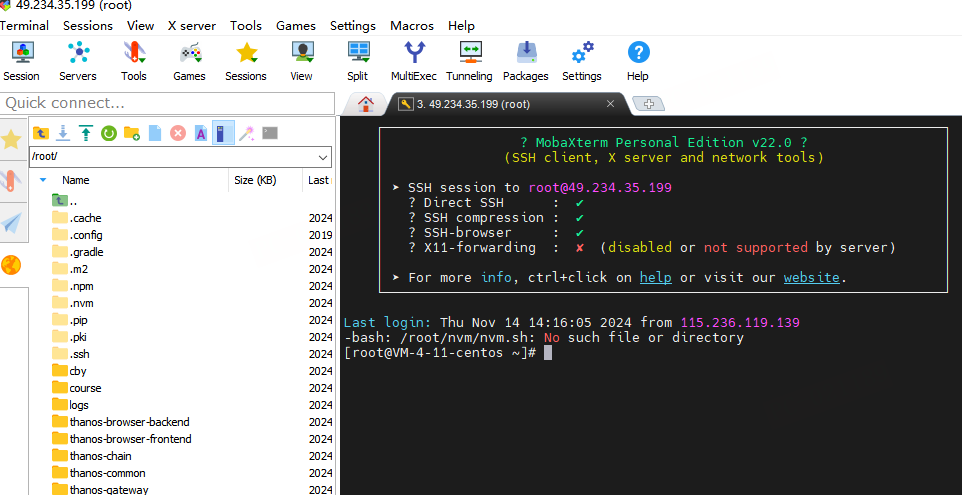 49.234.35.199 (root)
Terminal Sessions View X server Tools Games Settings Macros Help
Session Servers Tools Games Sessions View Split MultiExec Tunneling Packages Settings Help
Quick connect...
3. 49.234.35.199 (root)
/root/
Name Size (KB) Last
..
.cache 2024
.config 2019
.gradle 2024
.m2 2024
.npm 2024
.nvm 2024
.pip 2024
.pki 2024
.ssh 2024
cby 2024
course 2024
logs 2024
thanos-browser-backend 2024
thanos-browser-frontend 2024
thanos-chain 2024
thanos-common 2024
thanos-gateway 2024
? MobaXterm Personal Edition v22.0 ?
(SSH client, X server and network tools)
➤ SSH session to root@49.234.35.199
? Direct SSH : ✔
? SSH compression : ✔
? SSH-browser : ✔
? X11-forwarding : ✘ (disabled or not supported by server)
➤ For more info, ctrl+click on help or visit our website.
Last login: Thu Nov 14 14:16:05 2024 from 115.236.119.139
-bash: /root/nvm/nvm.sh: No such file or directory
[root@VM-4-11-centos ~]#